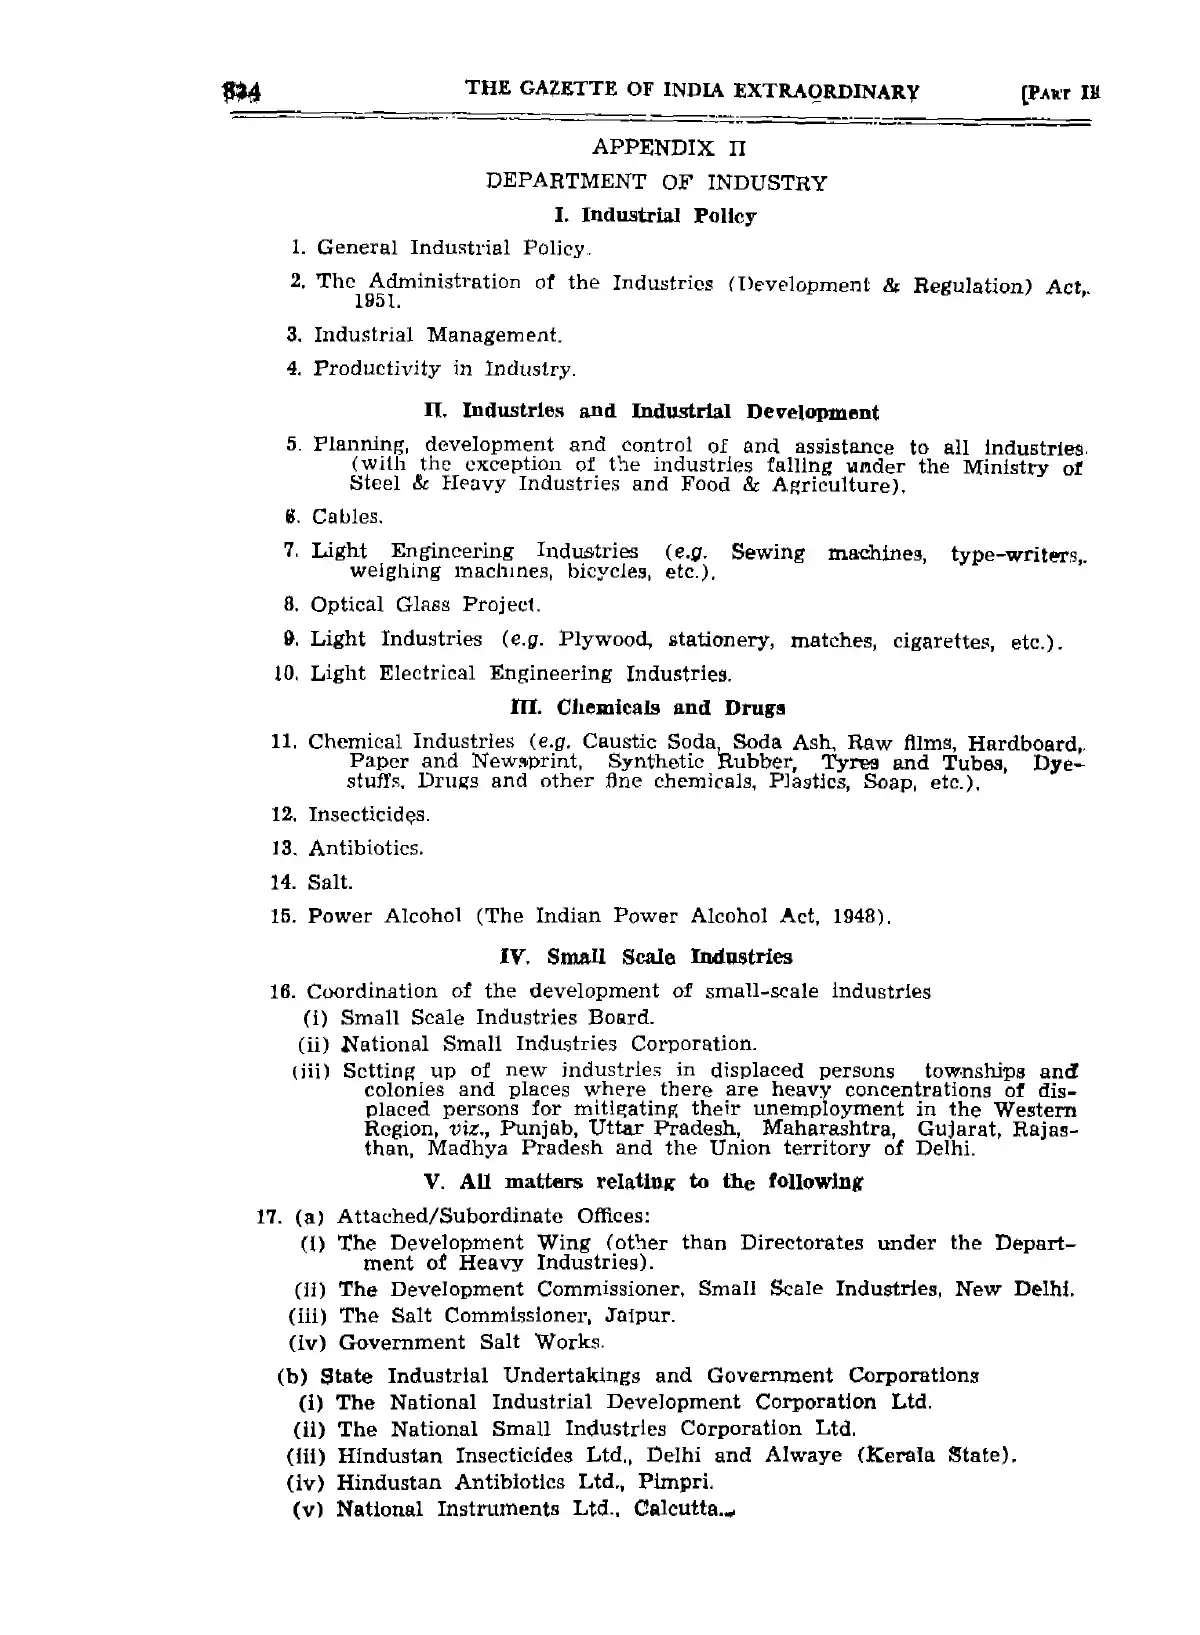 824 THE GAZETTE OF INDIA EXTRAORDINARY [PART II
APPENDIX II
DEPARTMENT OF INDUSTRY
I. Industrial Policy
1. General Industrial Policy.
2. The Administration of the Industries (Development & Regulation) Act,
1951.
3. Industrial Management.
4. Productivity in Industry.
II. Industries and Industrial Development
5. Planning, development and control of and assistance to all industries
(with the exception of the industries falling under the Ministry of
Steel & Heavy Industries and Food & Agriculture).
6. Cables.
7. Light Engineering Industries (e.g. Sewing machines, type-writers,
weighing machines, bicycles, etc.).
8. Optical Glass Project.
9. Light Industries (e.g. Plywood, stationery, matches, cigarettes, etc.).
10. Light Electrical Engineering Industries.
III. Chemicals and Drugs
11. Chemical Industries (e.g. Caustic Soda, Soda Ash, Raw films, Hardboard,
Paper and Newsprint, Synthetic Rubber, Tyres and Tubes, Dye-
stuffs, Drugs and other fine chemicals, Plastics, Soap, etc.).
12. Insecticides.
13. Antibiotics.
14. Salt.
15. Power Alcohol (The Indian Power Alcohol Act, 1948).
IV. Small Scale Industries
16. Coordination of the development of small-scale industries
(i) Small Scale Industries Board.
(ii) National Small Industries Corporation.
(iii) Setting up of new industries in displaced persons townships and
colonies and places where there are heavy concentrations of dis-
placed persons for mitigating their unemployment in the Western
Region, viz., Punjab, Uttar Pradesh, Maharashtra, Gujarat, Rajas-
than, Madhya Pradesh and the Union territory of Delhi.
V. All matters relating to the following
17. (a) Attached/Subordinate Offices:
(i) The Development Wing (other than Directorates under the Depart-
ment of Heavy Industries).
(ii) The Development Commissioner, Small Scale Industries, New Delhi.
(iii) The Salt Commissioner, Jaipur.
(iv) Government Salt Works.
(b) State Industrial Undertakings and Government Corporations
(i) The National Industrial Development Corporation Ltd.
(ii) The National Small Industries Corporation Ltd.
(iii) Hindustan Insecticides Ltd., Delhi and Alwaye (Kerala State).
(iv) Hindustan Antibiotics Ltd., Pimpri.
(v) National Instruments Ltd., Calcutta.